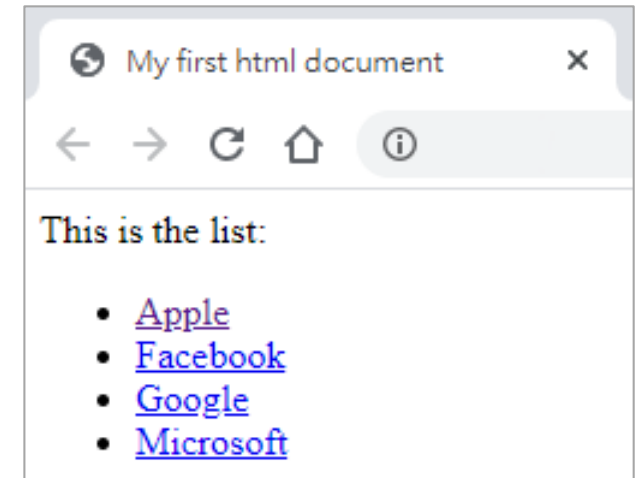 My first html document
This is the list:
Apple
Facebook
Google
Microsoft